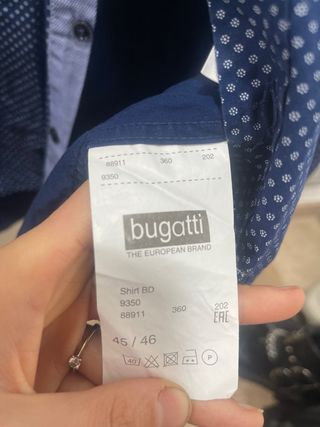 88911 360 202
9350
bugatti
THE EUROPEAN BRAND
Shirt BD
9350 202
88911 360 EAC
45 / 46
40 P